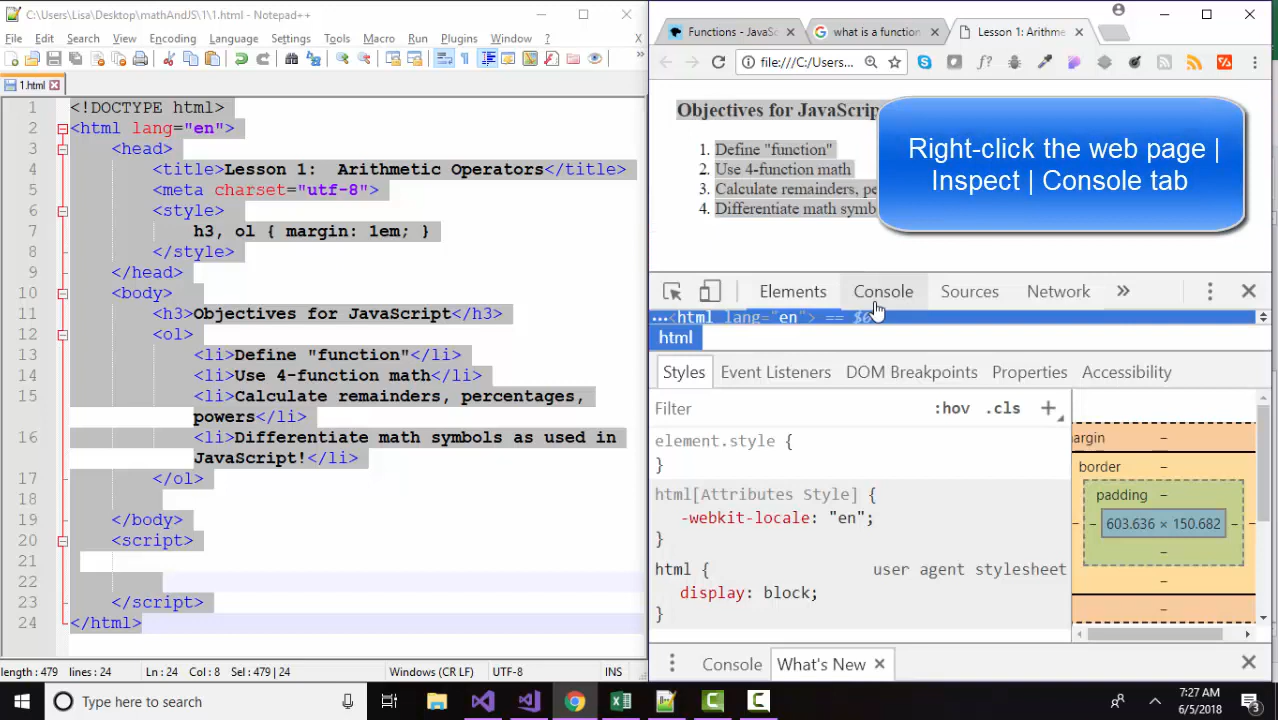 C:\Users\Lisa\Desktop\mathAndJS\1\1.html - Notepad++
File Edit Search View Encoding Language Settings Tools Macro Run Plugins Window ? X
1.html
1 <!DOCTYPE html>
2 <html lang="en">
3 <head>
4 <title>Lesson 1: Arithmetic Operators</title>
5 <meta charset="utf-8">
6 <style>
7 h3, ol { margin: 1em; }
8 </style>
9 </head>
10 <body>
11 <h3>Objectives for JavaScript</h3>
12 <ol>
13 <li>Define "function"</li>
14 <li>Use 4-function math</li>
15 <li>Calculate remainders, percentages,
powers</li>
16 <li>Differentiate math symbols as used in
JavaScript!</li>
17 </ol>
18
19 </body>
20 <script>
21
22
23 </script>
24 </html>
length : 479 lines : 24 Ln : 24 Col : 8 Sel : 479 | 24 Windows (CR LF) UTF-8 INS
Functions - JavaSc
what is a function
Lesson 1: Arithme
file:///C:/Users...
Objectives for JavaScrip
1. Define "function"
2. Use 4-function math
3. Calculate remainders, pe
4. Differentiate math symb
Right-click the web page |
Inspect | Console tab
Elements Console Sources Network »
...<html lang="en"> == $0
html
Styles Event Listeners DOM Breakpoints Properties Accessibility
Filter :hov .cls +
element.style {
}
html[Attributes Style] {
-webkit-locale: "en";
}
html { user agent stylesheet
display: block;
}
margin –
border –
padding –
– – 603.636 × 150.682 – –
–
–
–
Console What's New ×
Type here to search
7:27 AM
6/5/2018
3